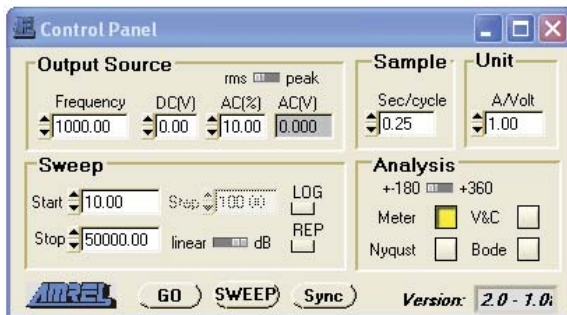 Control Panel
Output Source
rms peak
Frequency DC(V) AC(%) AC(V)
1000.00 0.00 10.00 0.000
Sample
Sec/cycle
0.25
Unit
A/Volt
1.00
Sweep
Start 10.00 Step 100.00 LOG
Stop 50000.00 linear dB REP
Analysis
+-180 +360
Meter V&C
Nyqust Bode
AMREL GO SWEEP Sync Version: 2.0 - 1.0